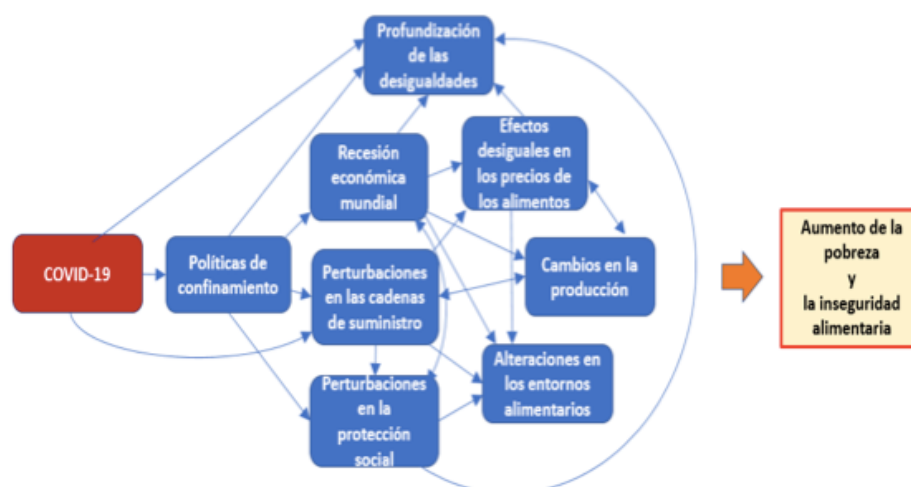 Profundización
de las
desigualdades
Recesión
económica
mundial
Efectos
desiguales en
los precios de
los alimentos
COVID-19
Políticas de
confinamiento
Perturbaciones
en las cadenas
de suministro
Cambios en la
producción
Perturbaciones
en la
protección
social
Alteraciones en
los entornos
alimentarios
Aumento de la
pobreza
y
la inseguridad
alimentaria